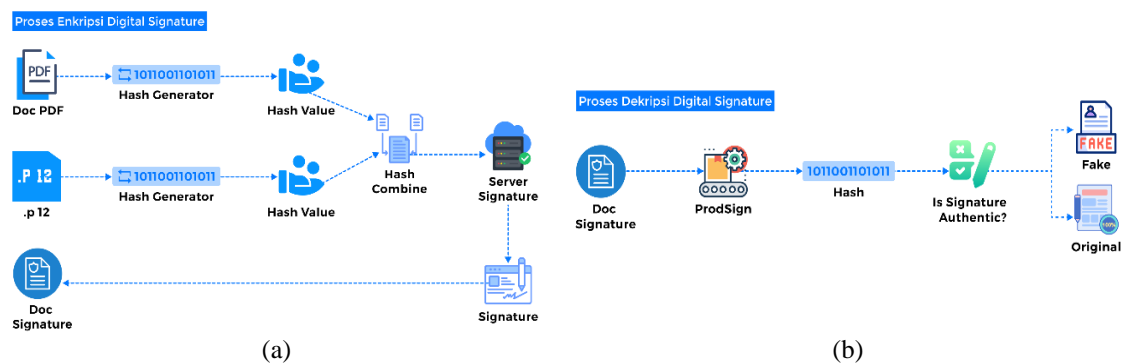 Proses Enkripsi Digital Signature
PDF
Doc PDF
1011001101011
Hash Generator
Hash Value
.P 12
.p 12
1011001101011
Hash Generator
Hash Value
Hash
Combine
Server
Signature
Signature
Doc
Signature
(a)
Proses Dekripsi Digital Signature
Doc
Signature
ProdSign
1011001101011
Hash
Is Signature
Authentic?
FAKE
Fake
100%
Original
(b)